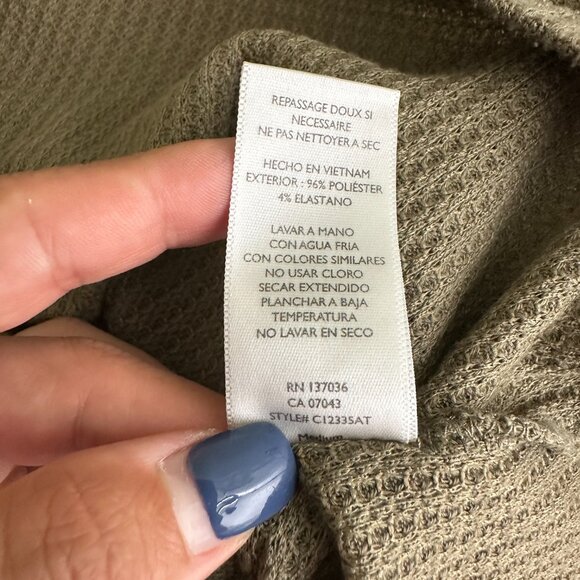 REPASSAGE DOUX SI
NECESSAIRE
NE PAS NETTOYER A SEC
HECHO EN VIETNAM
EXTERIOR : 96% POLIÉSTER
4% ELASTANO
LAVAR A MANO
CON AGUA FRIA
CON COLORES SIMILARES
NO USAR CLORO
SECAR EXTENDIDO
PLANCHAR A BAJA
TEMPERATURA
NO LAVAR EN SECO
RN 137036
CA 07043
STYLE# C12335AT
Medium